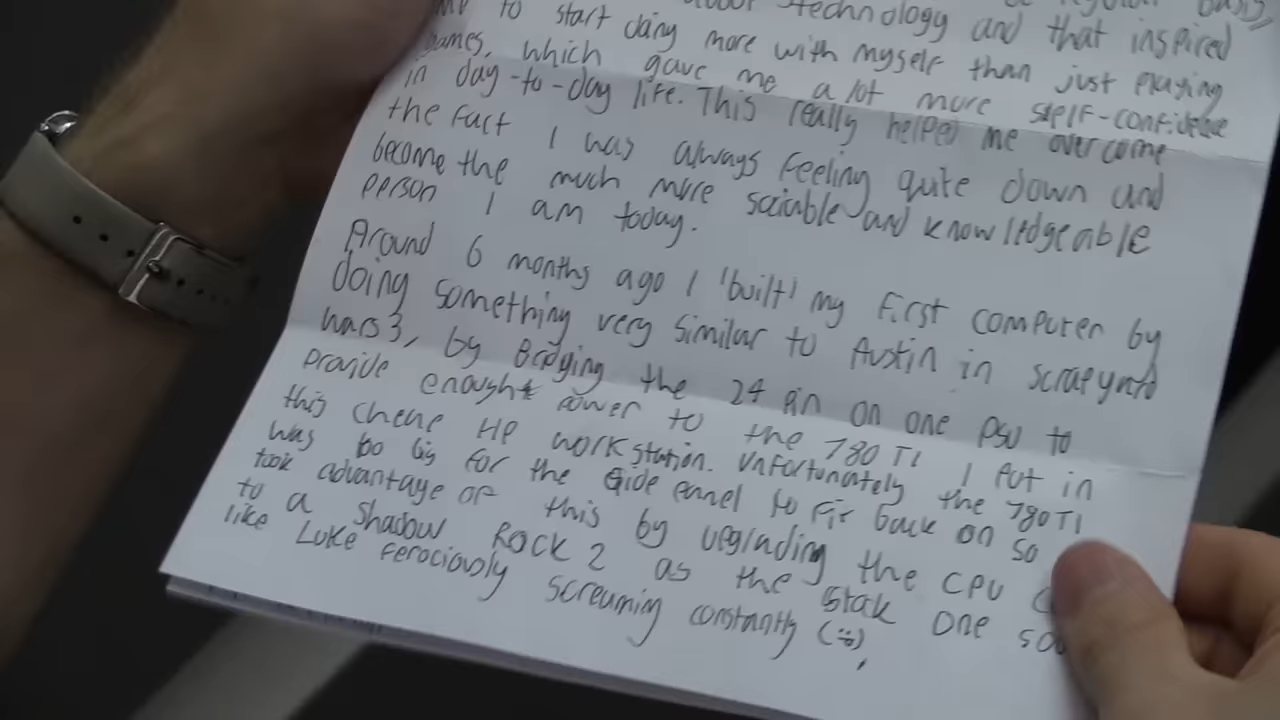 technology and that inspired
to start doing more with myself than just playing
games, which gave me a lot more self-confidence
in day-to-day life. This really helped me overcome
the fact I was always feeling quite down and
become the much more sociable and knowledgeable
person I am today.
Around 6 months ago I 'built' my first computer by
doing something very similar to Austin in scrapyard
wars 3, by Bridging the 24 pin on one PSU to
provide enough power to the 780 TI I put in
this cheap HP workstation. Unfortunately the 780TI
was too big for the side pannel to fit back on so
took advantage of this by upgrading the CPU
to a Shadow Rock 2 as the stock one
like Luke ferociously screaming constantly (÷),